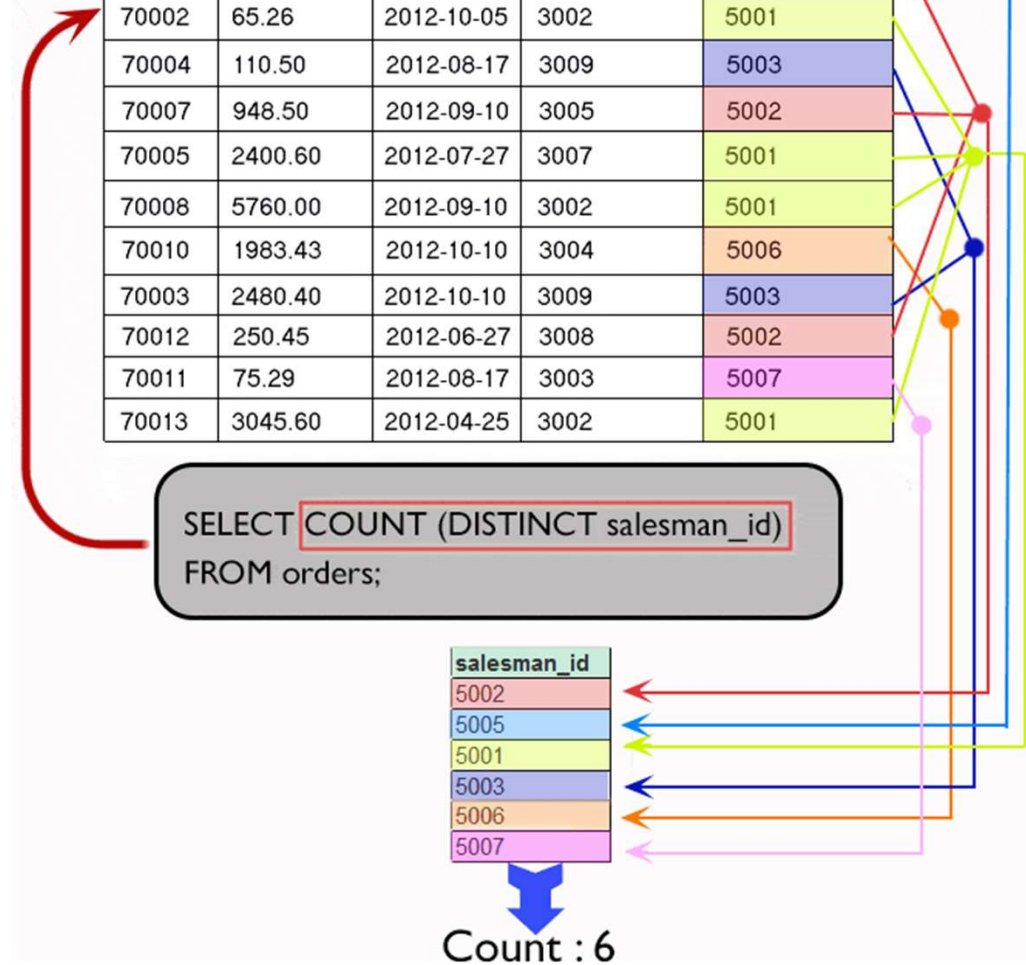 70002 65.26 2012-10-05 3002 5001
70004 110.50 2012-08-17 3009 5003
70007 948.50 2012-09-10 3005 5002
70005 2400.60 2012-07-27 3007 5001
70008 5760.00 2012-09-10 3002 5001
70010 1983.43 2012-10-10 3004 5006
70003 2480.40 2012-10-10 3009 5003
70012 250.45 2012-06-27 3008 5002
70011 75.29 2012-08-17 3003 5007
70013 3045.60 2012-04-25 3002 5001
SELECT COUNT (DISTINCT salesman_id)
FROM orders;
salesman_id
5002
5005
5001
5003
5006
5007
Count : 6